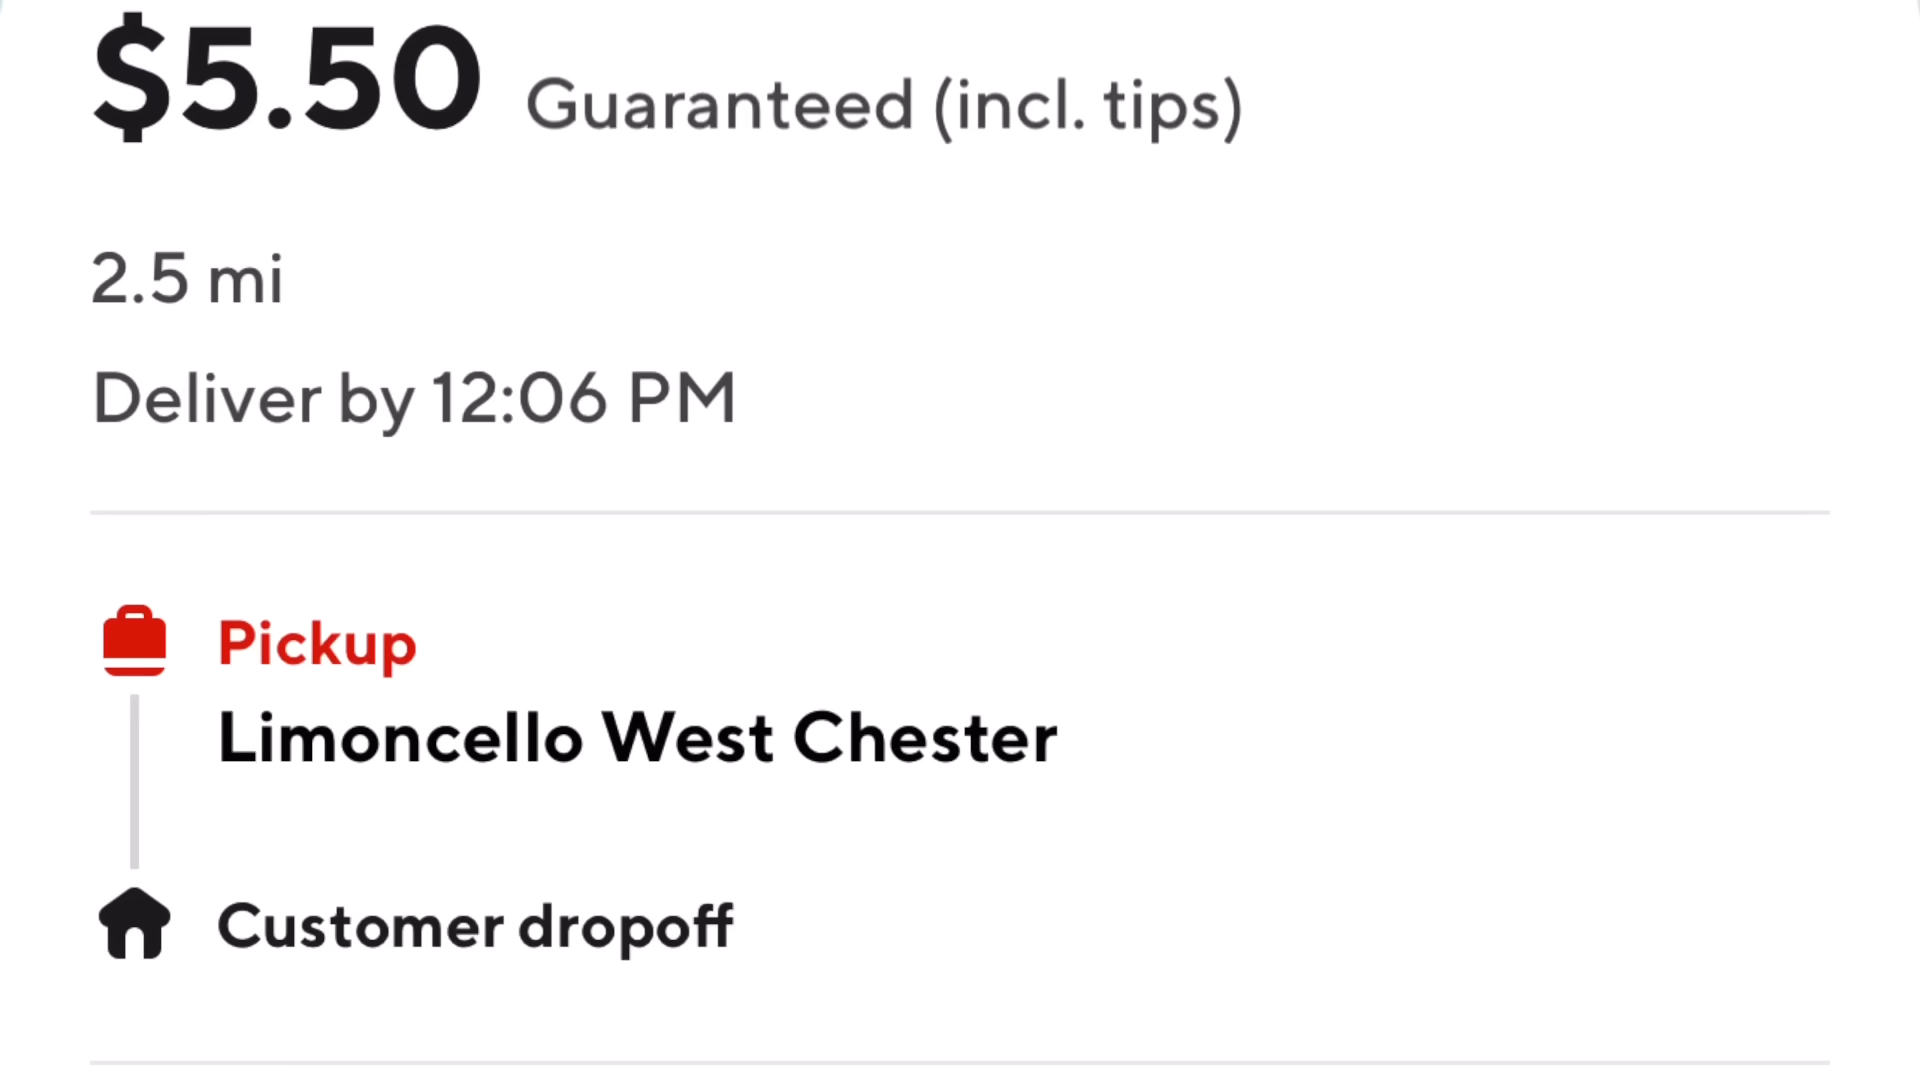 $5.50 Guaranteed (incl. tips)
2.5 mi
Deliver by 12:06 PM
Pickup
Limoncello West Chester
Customer dropoff